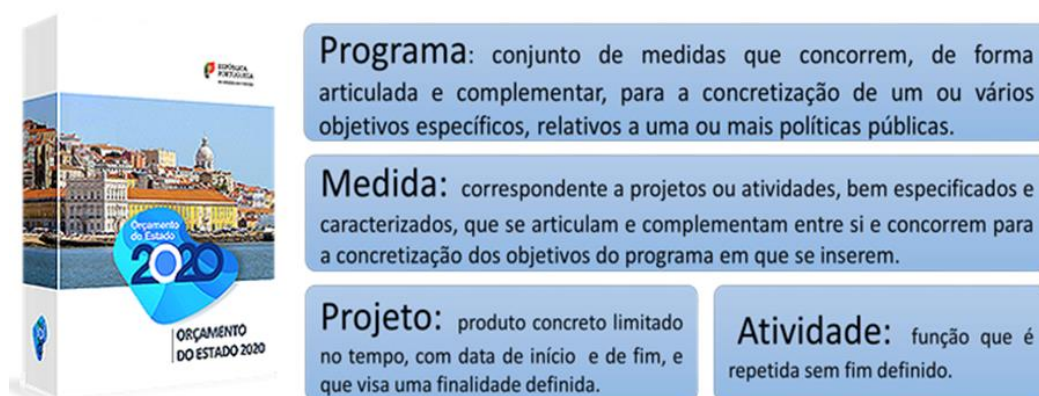 REPÚBLICA
PORTUGUESA
Orçamento
do Estado
2020
ORÇAMENTO
DO ESTADO 2020
Programa: conjunto de medidas que concorrem, de forma
articulada e complementar, para a concretização de um ou vários
objetivos específicos, relativos a uma ou mais políticas públicas.
Medida: correspondente a projetos ou atividades, bem especificados e
caracterizados, que se articulam e complementam entre si e concorrem para
a concretização dos objetivos do programa em que se inserem.
Projeto: produto concreto limitado
no tempo, com data de início e de fim, e
que visa uma finalidade definida.
Atividade: função que é
repetida sem fim definido.